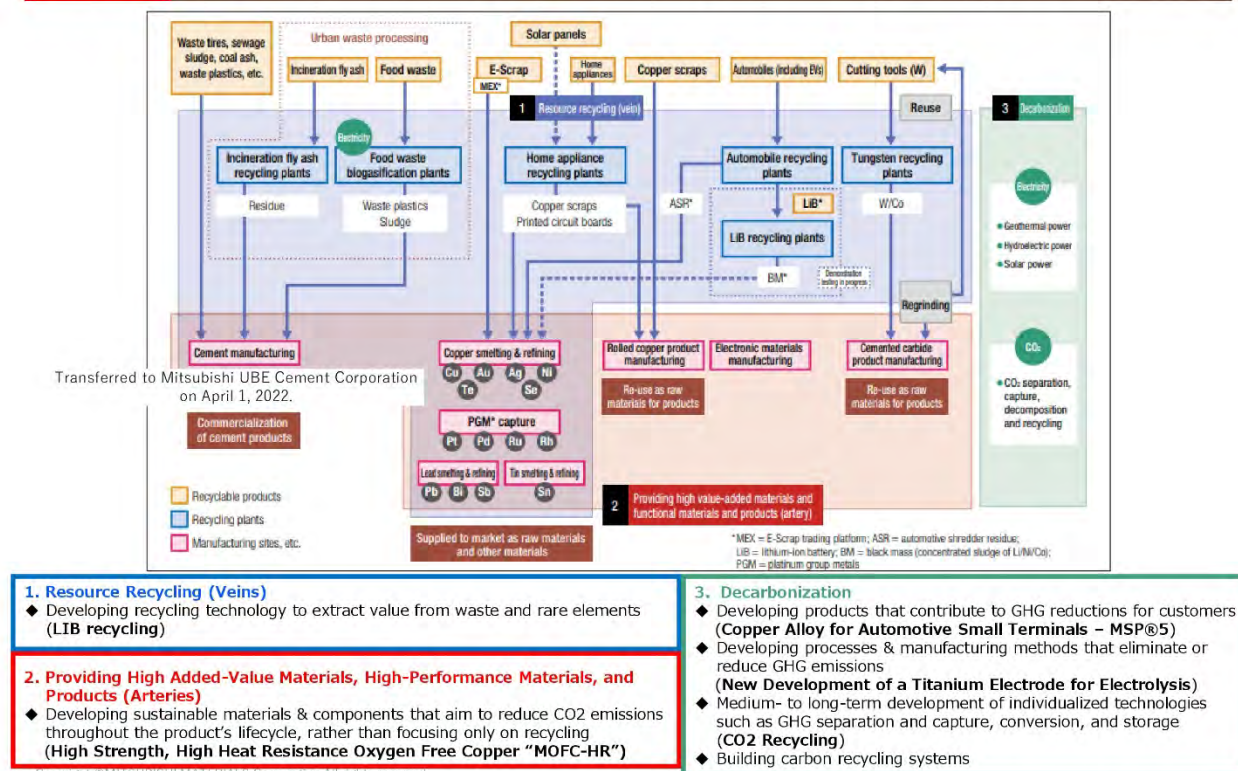 Waste tires, sewage
sludge, coal ash,
waste plastics, etc.
Urban waste processing
Incineration fly ash
Food waste
Solar panels
E-Scrap
MEX*
Home
appliances
Copper scraps
Automobiles (including EVs)
Cutting tools (W)
1 Resource recycling (vein)
Reuse
3 Decarbonization
Electricity
Incineration fly ash
recycling plants
Food waste
biogasification plants
Home appliance
recycling plants
Automobile recycling
plants
Tungsten recycling
plants
Residue
Waste plastics
Sludge
Copper scraps
Printed circuit boards
ASR*
LiB*
W/Co
LiB recycling plants
BM*
Demonstration
testing in progress
Electricity
Geothermal power
Hydroelectric power
Solar power
Regrinding
Cement manufacturing
Copper smelting & refining
Rolled copper product
manufacturing
Electronic materials
manufacturing
Cemented carbide
product manufacturing
Transferred to Mitsubishi UBE Cement Corporation
on April 1, 2022.
Cu Au Ag Ni
Te Se
Re-use as raw
materials for products
Re-use as raw
materials for products
CO₂
CO₂ separation,
capture,
decomposition
and recycling
Commercialization
of cement products
PGM* capture
Pt Pd Ru Rh
Lead smelting & refining
Tin smelting & refining
Pb Bi Sb
Sn
Recyclable products
Recycling plants
Manufacturing sites, etc.
2 Providing high value-added materials and
functional materials and products (artery)
Supplied to market as raw materials
and other materials
*MEX = E-Scrap trading platform; ASR = automotive shredder residue;
LiB = lithium-ion battery; BM = black mass (concentrated sludge of Li/Ni/Co);
PGM = platinum group metals
1. Resource Recycling (Veins)
◆ Developing recycling technology to extract value from waste and rare elements
(LIB recycling)
2. Providing High Added-Value Materials, High-Performance Materials, and
Products (Arteries)
◆ Developing sustainable materials & components that aim to reduce CO2 emissions
throughout the product's lifecycle, rather than focusing only on recycling
(High Strength, High Heat Resistance Oxygen Free Copper "MOFC-HR")
3. Decarbonization
◆ Developing products that contribute to GHG reductions for customers
(Copper Alloy for Automotive Small Terminals – MSP®5)
◆ Developing processes & manufacturing methods that eliminate or
reduce GHG emissions
(New Development of a Titanium Electrode for Electrolysis)
◆ Medium- to long-term development of individualized technologies
such as GHG separation and capture, conversion, and storage
(CO2 Recycling)
◆ Building carbon recycling systems